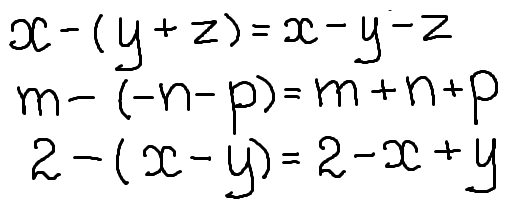 x-(y+z)=x-y-z
m-(-n-p)=m+n+p
2-(x-y)=2-x+y